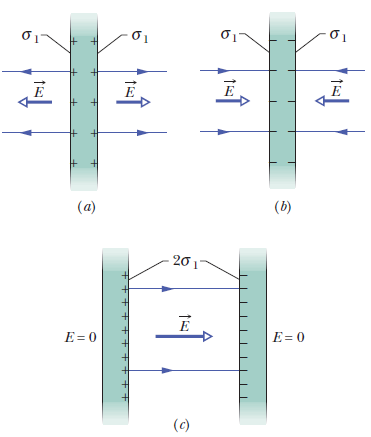 σ₁ σ₁ σ₁ σ₁
+ + − −
E⃗ E⃗ E⃗ E⃗
+ + − −
+ + − −
+ + − −
(a) (b)
2σ₁
E = 0 E⃗ E = 0
(c)